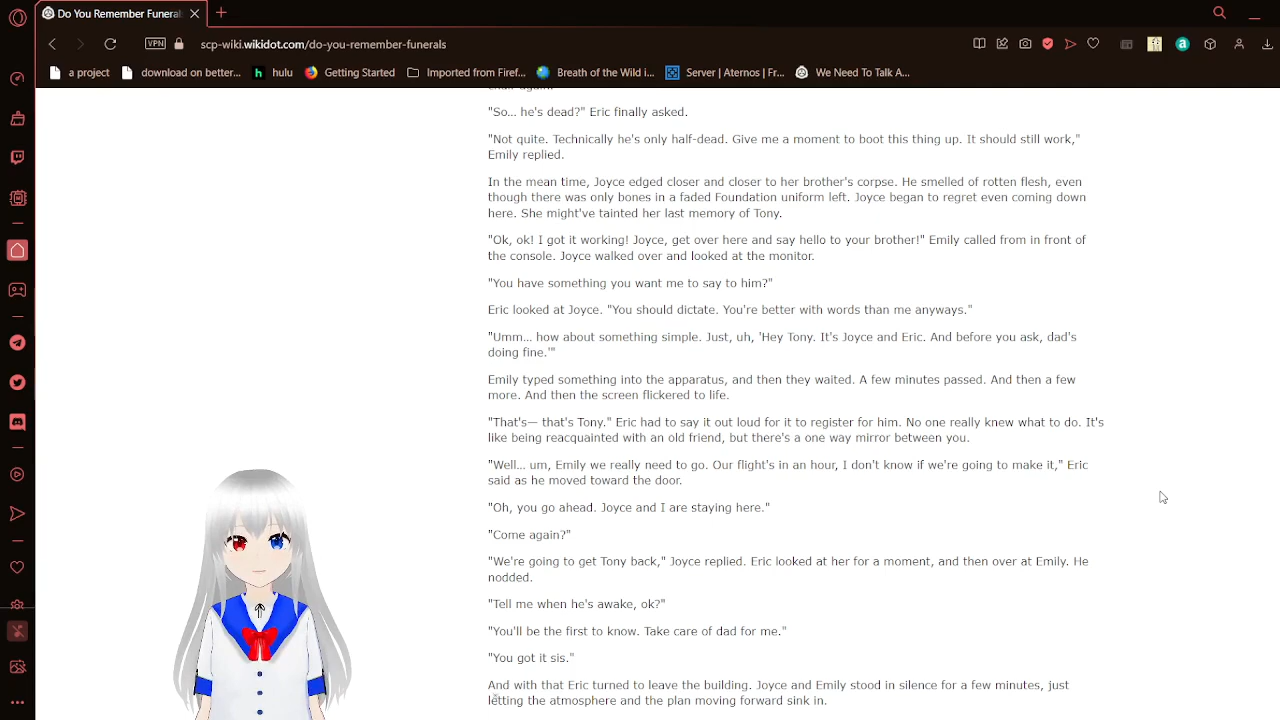 Do You Remember Funerals
VPN
scp-wiki.wikidot.com/do-you-remember-funerals
a project
download on better...
hulu
Getting Started
Imported from Firef...
Breath of the Wild i...
Server | Aternos | Fr...
We Need To Talk A...
chair again.
"So... he's dead?" Eric finally asked.
"Not quite. Technically he's only half-dead. Give me a moment to boot this thing up. It should still work,"
Emily replied.
In the mean time, Joyce edged closer and closer to her brother's corpse. He smelled of rotten flesh, even
though there was only bones in a faded Foundation uniform left. Joyce began to regret even coming down
here. She might've tainted her last memory of Tony.
"Ok, ok! I got it working! Joyce, get over here and say hello to your brother!" Emily called from in front of
the console. Joyce walked over and looked at the monitor.
"You have something you want me to say to him?"
Eric looked at Joyce. "You should dictate. You're better with words than me anyways."
"Umm... how about something simple. Just, uh, 'Hey Tony. It's Joyce and Eric. And before you ask, dad's
doing fine.'"
Emily typed something into the apparatus, and then they waited. A few minutes passed. And then a few
more. And then the screen flickered to life.
"That's— that's Tony." Eric had to say it out loud for it to register for him. No one really knew what to do. It's
like being reacquainted with an old friend, but there's a one way mirror between you.
"Well... um, Emily we really need to go. Our flight's in an hour, I don't know if we're going to make it," Eric
said as he moved toward the door.
"Oh, you go ahead. Joyce and I are staying here."
"Come again?"
"We're going to get Tony back," Joyce replied. Eric looked at her for a moment, and then over at Emily. He
nodded.
"Tell me when he's awake, ok?"
"You'll be the first to know. Take care of dad for me."
"You got it sis."
And with that Eric turned to leave the building. Joyce and Emily stood in silence for a few minutes, just
letting the atmosphere and the plan moving forward sink in.